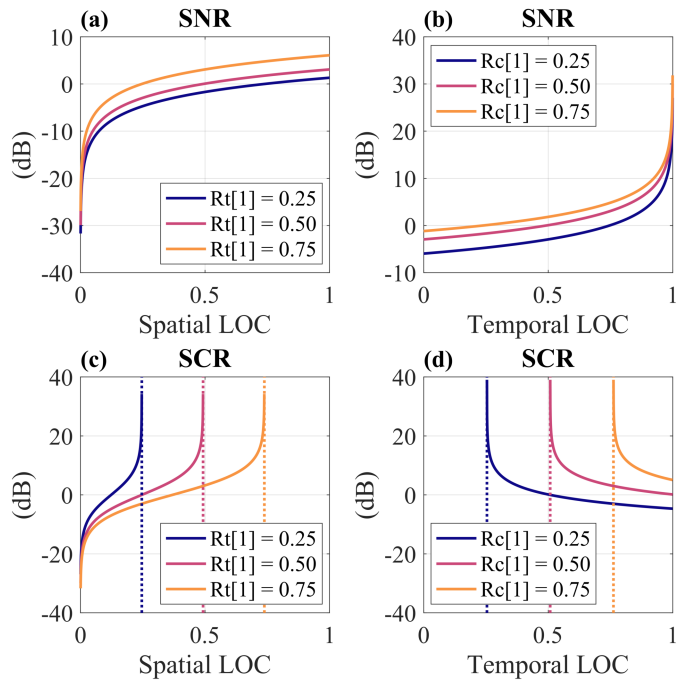 (a) SNR
10
0
-10
-20
-30
-40
(dB)
Rt[1] = 0.25
Rt[1] = 0.50
Rt[1] = 0.75
0 0.5 1
Spatial LOC
(b) SNR
40
30
20
10
0
-10
(dB)
Rc[1] = 0.25
Rc[1] = 0.50
Rc[1] = 0.75
0 0.5 1
Temporal LOC
(c) SCR
40
20
0
-20
-40
(dB)
Rt[1] = 0.25
Rt[1] = 0.50
Rt[1] = 0.75
0 0.5 1
Spatial LOC
(d) SCR
40
20
0
-20
-40
(dB)
Rc[1] = 0.25
Rc[1] = 0.50
Rc[1] = 0.75
0 0.5 1
Temporal LOC